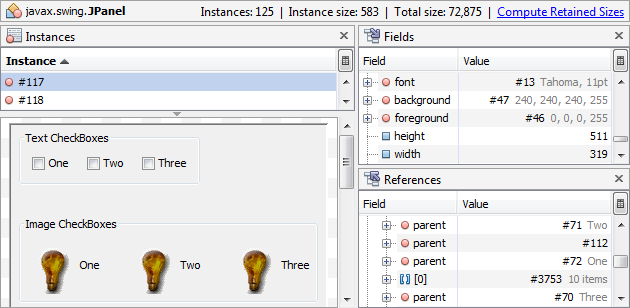 javax.swing.JPanel Instances: 125 | Instance size: 583 | Total size: 72,875 | Compute Retained Sizes
Instances
Instance
#117
#118
Text CheckBoxes
One Two Three
Image CheckBoxes
One Two Three
Fields
Field Value
font #13 Tahoma, 11pt
background #47 240, 240, 240, 255
foreground #46 0, 0, 0, 255
height 511
width 319
References
Field Value
parent #71 Two
parent #112
parent #72 One
[0] #3753 10 items
parent #70 Three